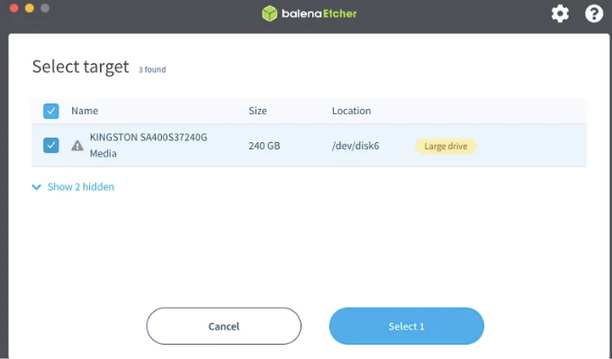 balenaEtcher
Select target 3 found
Name Size Location
KINGSTON SA400S37240G
Media
240 GB /dev/disk6 Large drive
Show 2 hidden
Cancel Select 1